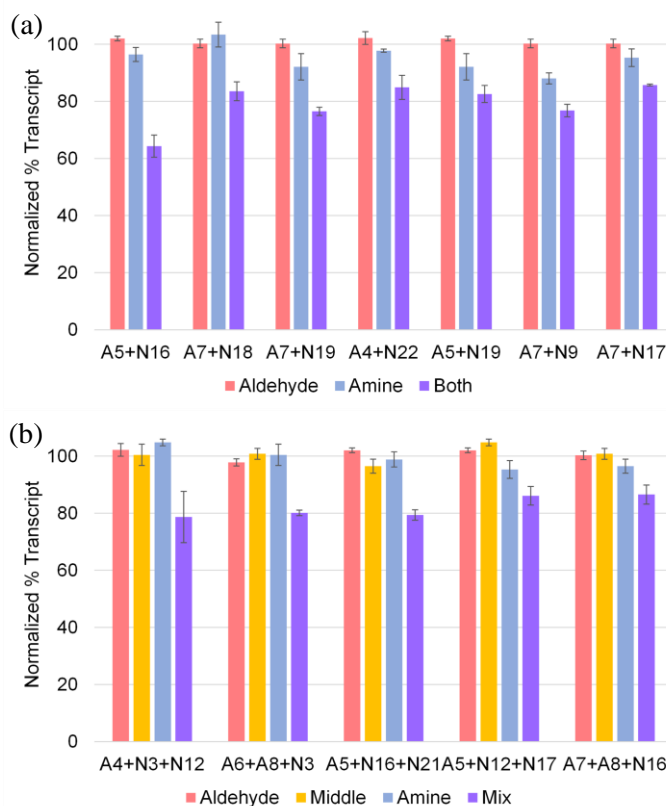 (a)
Normalized % Transcript
100
80
60
40
20
0
A5+N16 A7+N18 A7+N19 A4+N22 A5+N19 A7+N9 A7+N17
Aldehyde Amine Both
(b)
Normalized % Transcript
100
80
60
40
20
0
A4+N3+N12 A6+A8+N3 A5+N16+N21 A5+N12+N17 A7+A8+N16
Aldehyde Middle Amine Mix